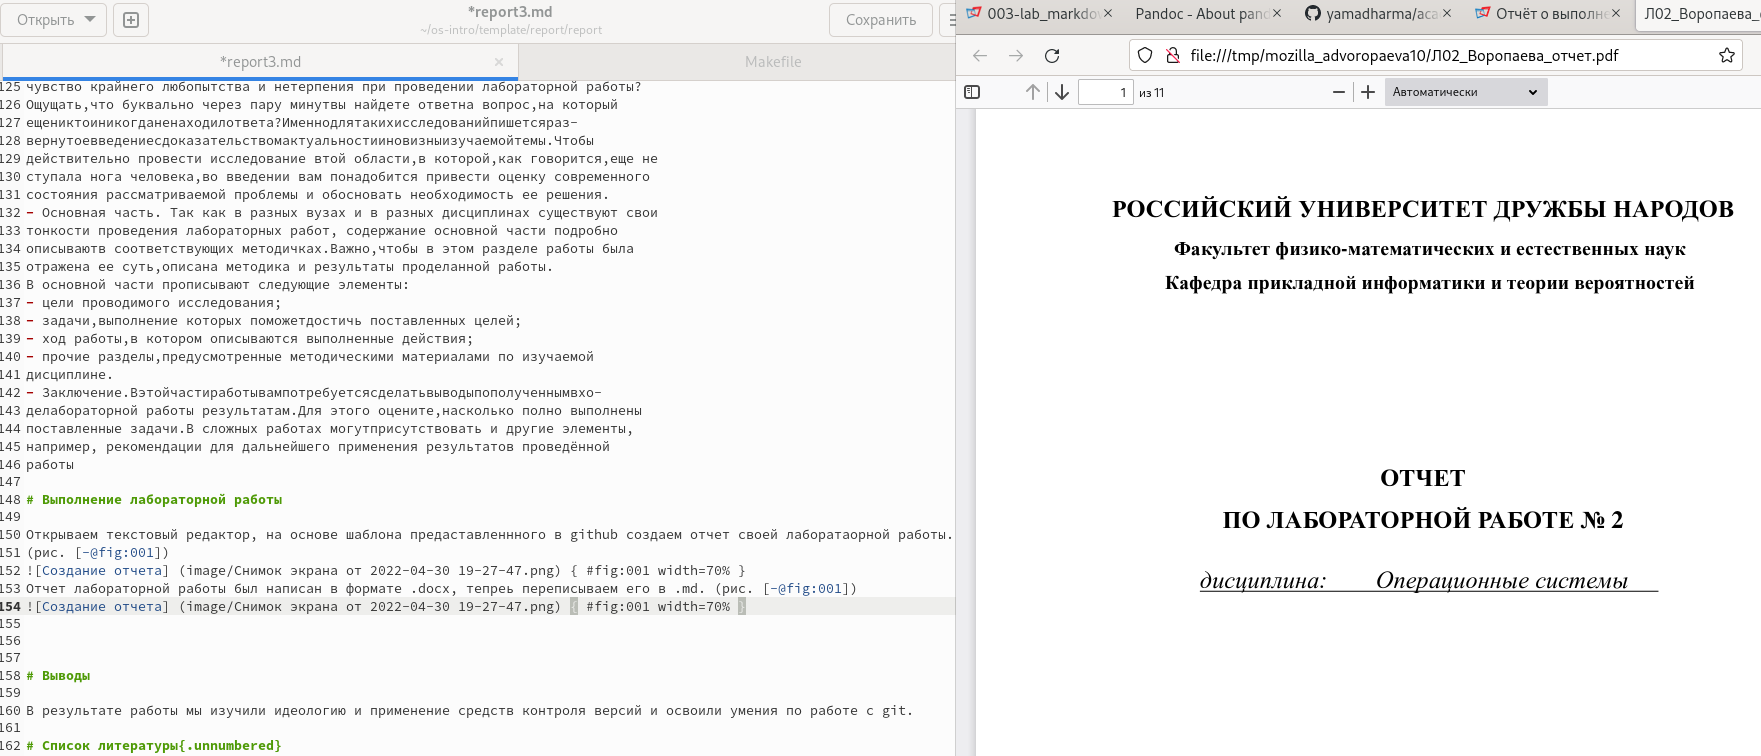 Открыть
*report3.md
~/os-intro/template/report/report
Сохранить
*report3.md ×
Makefile
125 чувство крайнего любопытства и нетерпения при проведении лабораторной работы?
126 Ощущать,что буквально через пару минутвы найдете ответна вопрос,на который
127 ещениктоиникогданенаходилответа?Именнодлятакихисследованийпишетсяраз-
128 вернутоевведениесдоказательствомактуальностииновизныизучаемойтемы.Чтобы
129 действительно провести исследование втой области,в которой,как говорится,еще не
130 ступала нога человека,во введении вам понадобится привести оценку современного
131 состояния рассматриваемой проблемы и обосновать необходимость ее решения.
132 - Основная часть. Так как в разных вузах и в разных дисциплинах существуют свои
133 тонкости проведения лабораторных работ, содержание основной части подробно
134 описываютв соответствующих методичках.Важно,чтобы в этом разделе работы была
135 отражена ее суть,описана методика и результаты проделанной работы.
136 В основной части прописывают следующие элементы:
137 - цели проводимого исследования;
138 - задачи,выполнение которых поможетдостичь поставленных целей;
139 - ход работы,в котором описываются выполненные действия;
140 - прочие разделы,предусмотренные методическими материалами по изучаемой
141 дисциплине.
142 - Заключение.Вэтойчастиработывампотребуетсясделатьвыводыпополученнымвхо-
143 делабораторной работы результатам.Для этого оцените,насколько полно выполнены
144 поставленные задачи.В сложных работах могутприсутствовать и другие элементы,
145 например, рекомендации для дальнейшего применения результатов проведённой
146 работы
147
148 # Выполнение лабораторной работы
149
150 Открываем текстовый редактор, на основе шаблона предаставленнного в github создаем отчет своей лаборатаорной работы.
151 (рис. [-@fig:001])
152 ![Создание отчета] (image/Снимок экрана от 2022-04-30 19-27-47.png) { #fig:001 width=70% }
153 Отчет лабораторной работы был написан в формате .docx, тепреь переписываем его в .md. (рис. [-@fig:001])
154 ![Создание отчета] (image/Снимок экрана от 2022-04-30 19-27-47.png) { #fig:001 width=70% }
155
156
157
158 # Выводы
159
160 В результате работы мы изучили идеологию и применение средств контроля версий и освоили умения по работе с git.
161
162 # Список литературы{.unnumbered}
003-lab_markdov ×
Pandoc - About pand ×
yamadharma/aca ×
Отчёт о выполне ×
Л02_Воропаева_
file:///tmp/mozilla_advoropaeva10/Л02_Воропаева_отчет.pdf
1 из 11
Автоматически
РОССИЙСКИЙ УНИВЕРСИТЕТ ДРУЖБЫ НАРОДОВ
Факультет физико-математических и естественных наук
Кафедра прикладной информатики и теории вероятностей
ОТЧЕТ
ПО ЛАБОРАТОРНОЙ РАБОТЕ № 2
дисциплина: Операционные системы